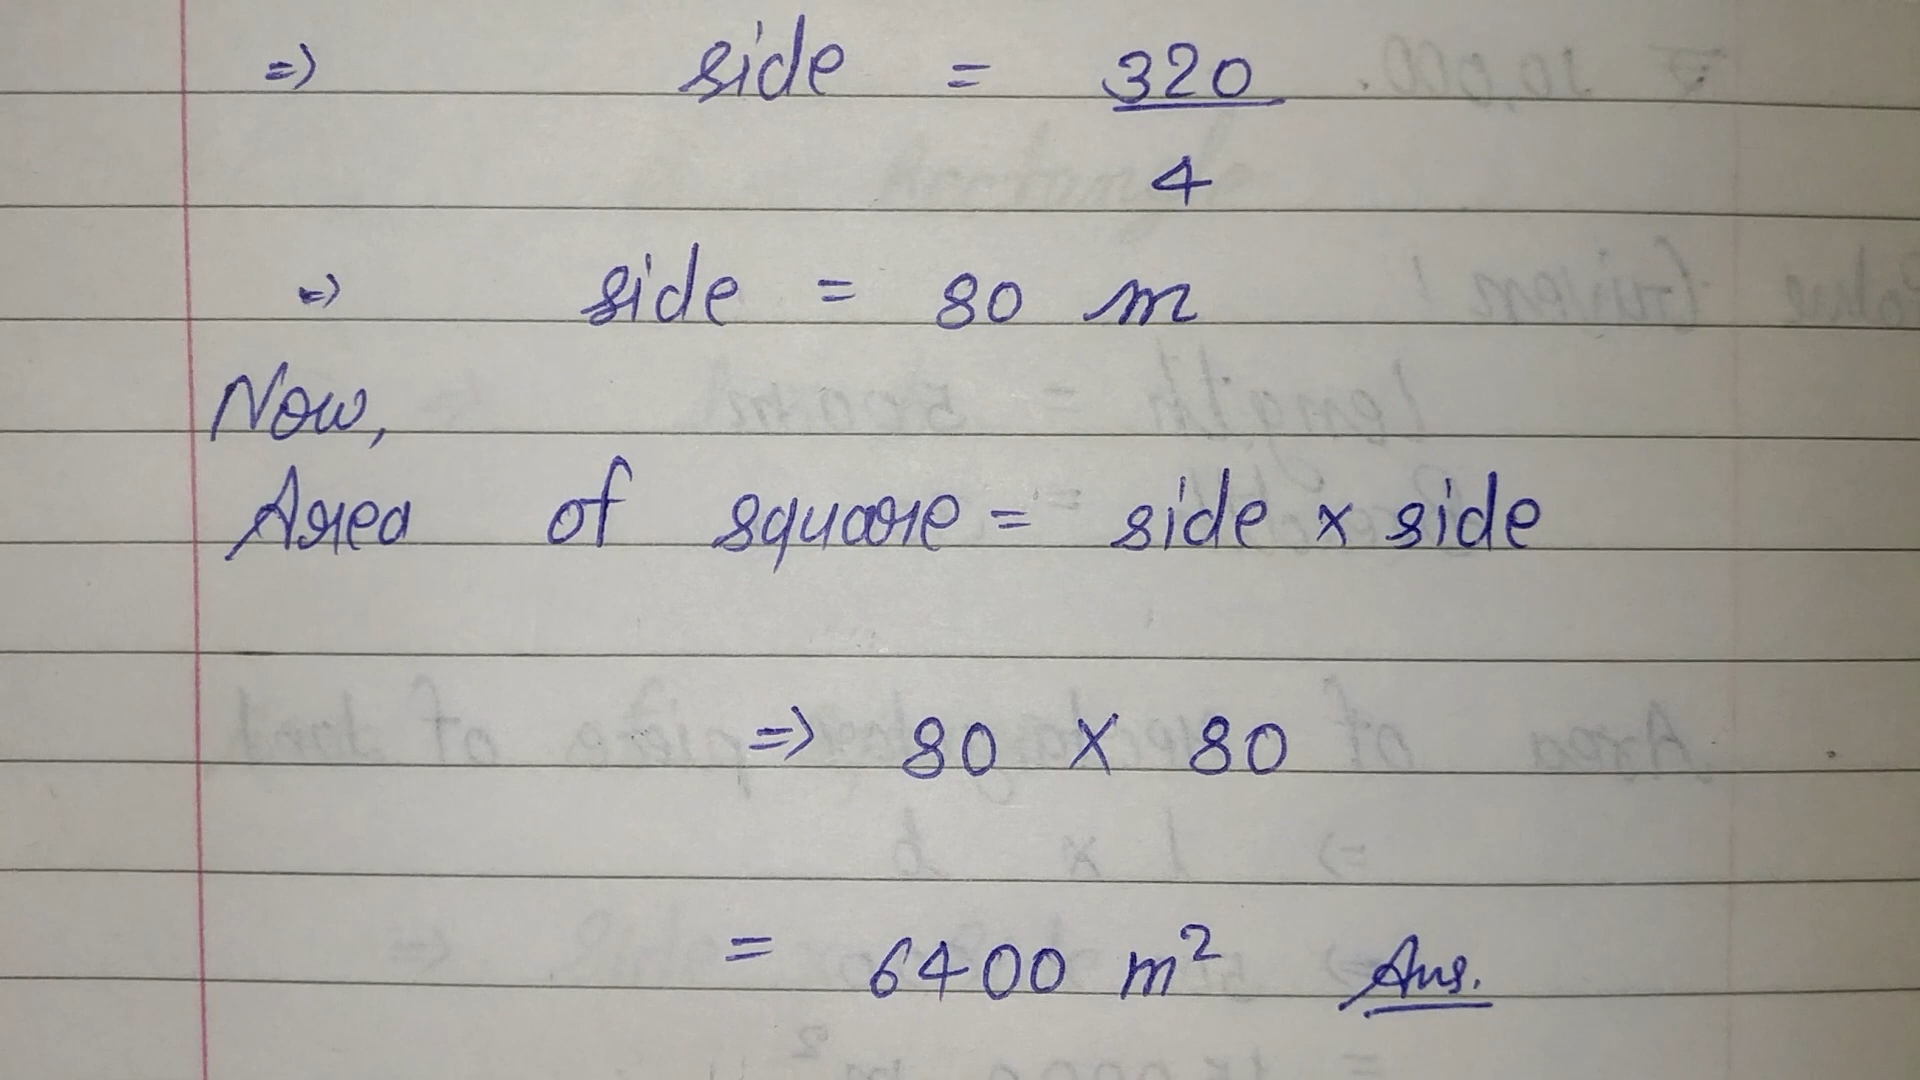 => side = 320
4
=> side = 80 m
Now,
Area of square = side x side
=> 80 x 80
= 6400 m²  Ans.